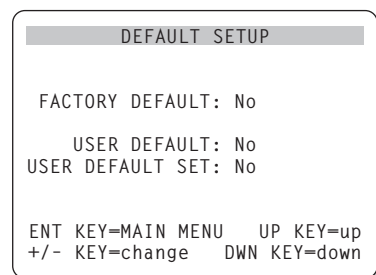 DEFAULT SETUP
FACTORY DEFAULT: No
USER DEFAULT: No
USER DEFAULT SET: No
ENT KEY=MAIN MENU UP KEY=up
+/- KEY=change DWN KEY=down